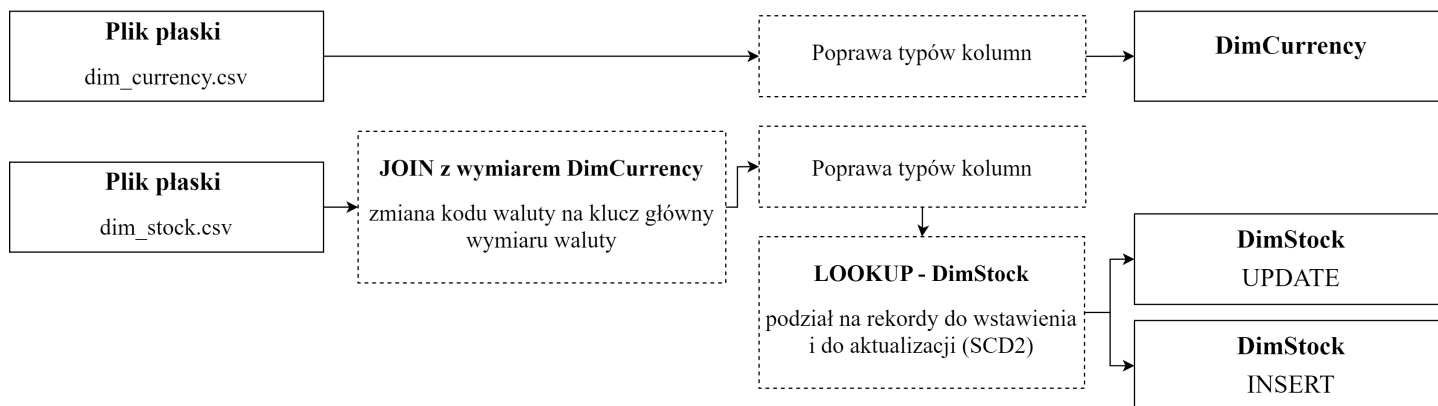 Plik płaski
dim_currency.csv
Poprawa typów kolumn
DimCurrency
Plik płaski
dim_stock.csv
JOIN z wymiarem DimCurrency
zmiana kodu waluty na klucz główny
wymiaru waluty
Poprawa typów kolumn
LOOKUP - DimStock
podział na rekordy do wstawienia
i do aktualizacji (SCD2)
DimStock
UPDATE
DimStock
INSERT